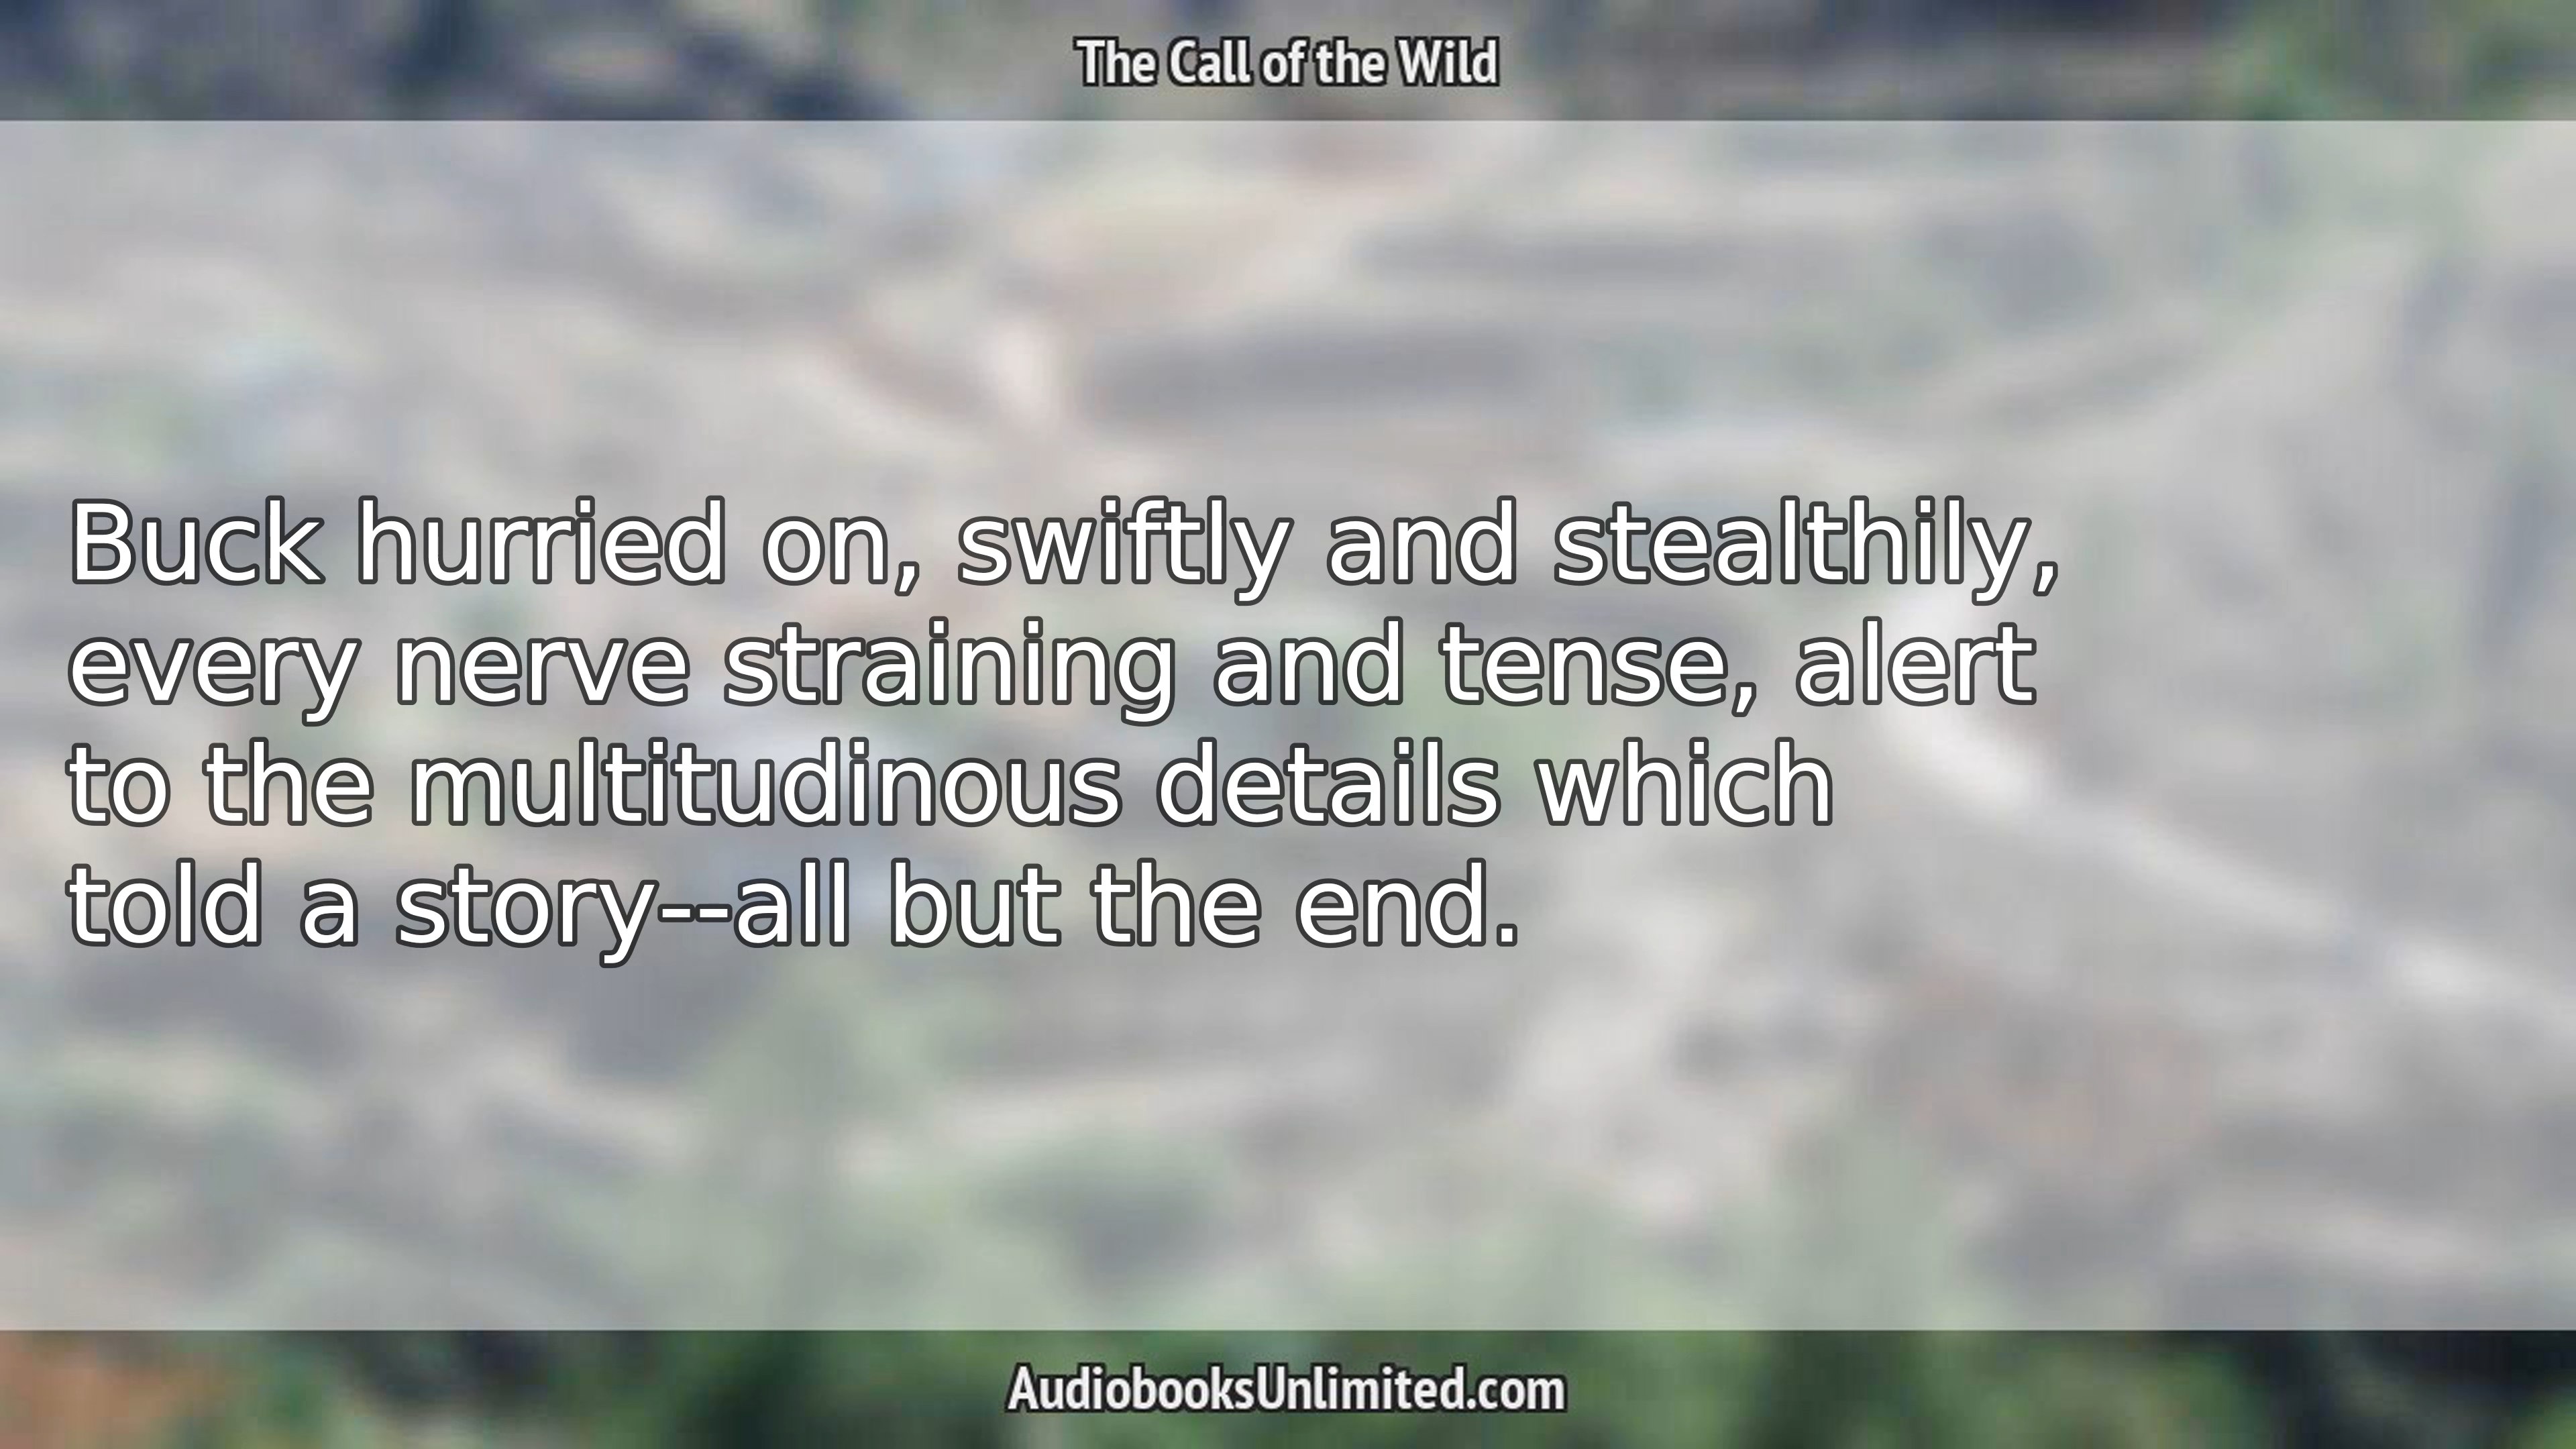 The Call of the Wild
Buck hurried on, swiftly and stealthily,
every nerve straining and tense, alert
to the multitudinous details which
told a story--all but the end.
AudiobooksUnlimited.com